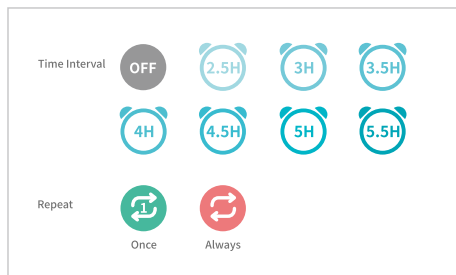 Time Interval OFF 2.5H 3H 3.5H
4H 4.5H 5H 5.5H
Repeat 1
Once Always